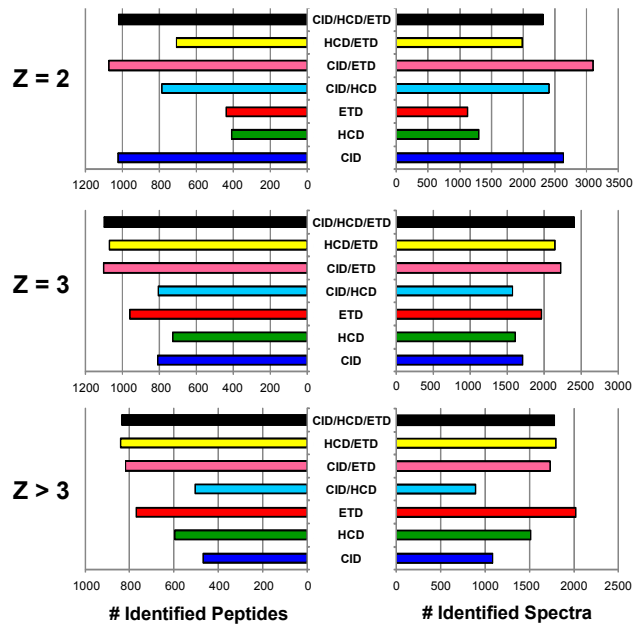 Z = 2
CID/HCD/ETD
HCD/ETD
CID/ETD
CID/HCD
ETD
HCD
CID
1200 1000 800 600 400 200 0
0 500 1000 1500 2000 2500 3000 3500
Z = 3
CID/HCD/ETD
HCD/ETD
CID/ETD
CID/HCD
ETD
HCD
CID
1200 1000 800 600 400 200 0
0 500 1000 1500 2000 2500 3000
Z > 3
CID/HCD/ETD
HCD/ETD
CID/ETD
CID/HCD
ETD
HCD
CID
1000 800 600 400 200 0
0 500 1000 1500 2000 2500
# Identified Peptides
# Identified Spectra